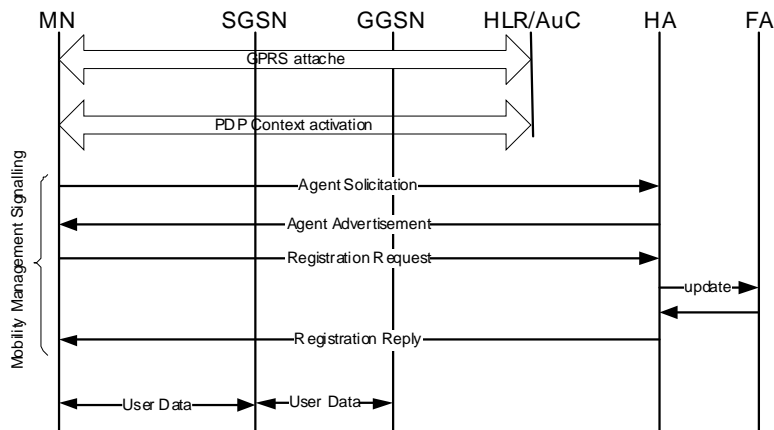 MN SGSN GGSN HLR/AuC HA FA
GPRS attache
PDP Context activation
Mobility Management Signalling
Agent Solicitation
Agent Advertisement
Registration Request
update
Registration Reply
User Data User Data